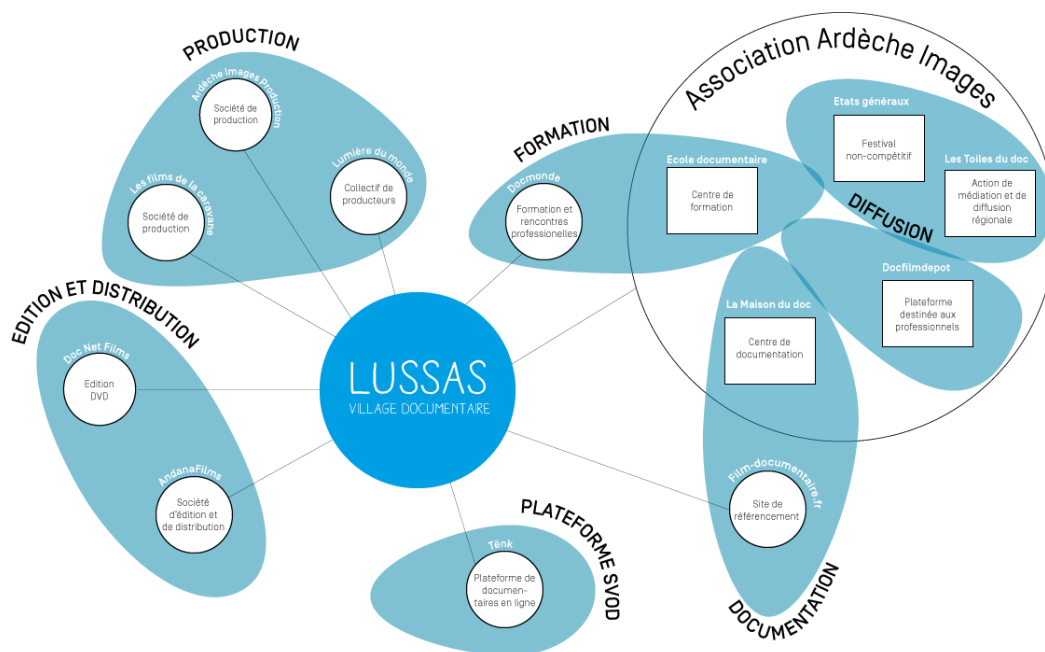 PRODUCTION
Ardèche Images Production
Société de
production
Lumière du monde
Collectif de
producteurs
Les films de la caravane
Société de
production
FORMATION
Docmonde
Formation et
rencontres
professionelles
Association Ardèche Images
Ecole documentaire
Centre de
formation
Etats généraux
Festival
non-compétitif
Les Toiles du doc
Action de
médiation et de
diffusion
régionale
DIFFUSION
Docfilmdepot
Plateforme
destinée aux
professionnels
La Maison du doc
Centre de
documentation
Film-documentaire.fr
Site de
référencement
DOCUMENTATION
EDITION ET DISTRIBUTION
Doc Net Films
Edition
DVD
AndanaFilms
Société
d'édition et
de distribution
LUSSAS
VILLAGE DOCUMENTAIRE
PLATEFORME SVOD
Tënk
Plateforme de
documen-
taires en ligne